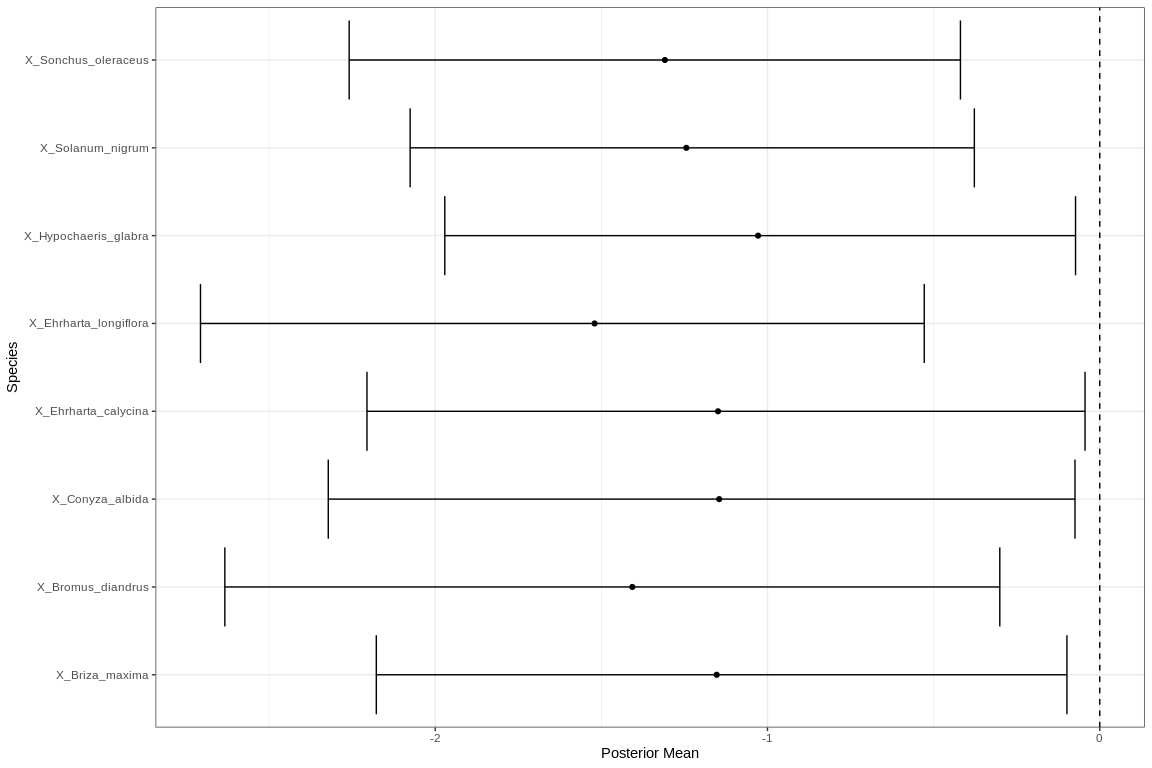 X_Sonchus_oleraceus
X_Solanum_nigrum
X_Hypochaeris_glabra
X_Ehrharta_longiflora
X_Ehrharta_calycina
X_Conyza_albida
X_Bromus_diandrus
X_Briza_maxima
Species
-2 -1 0
Posterior Mean